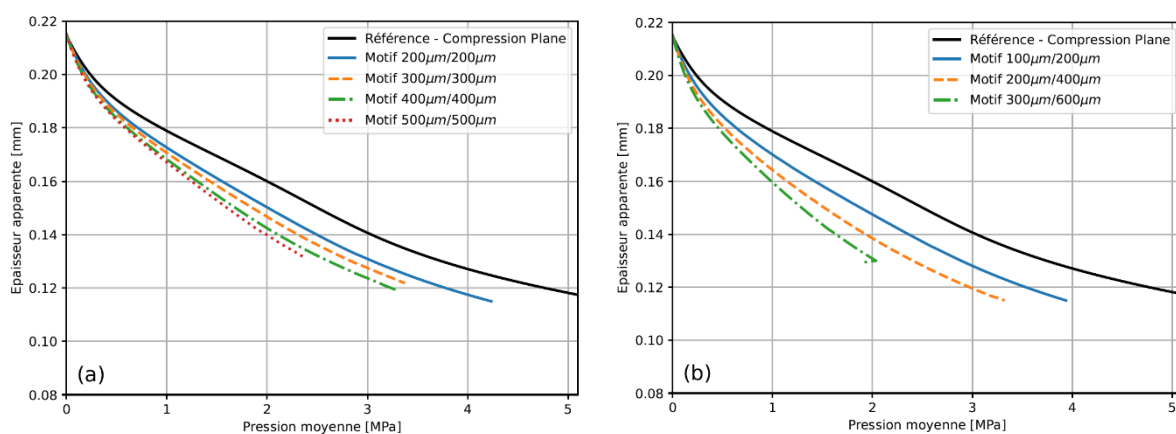 0.22
0.20
0.18
0.16
0.14
0.12
0.10
0.08
Epaisseur apparente [mm]
Référence - Compression Plane
Motif 200μm/200μm
Motif 300μm/300μm
Motif 400μm/400μm
Motif 500μm/500μm
(a)
0 1 2 3 4 5
Pression moyenne [MPa]
0.22
0.20
0.18
0.16
0.14
0.12
0.10
0.08
Epaisseur apparente [mm]
Référence - Compression Plane
Motif 100μm/200μm
Motif 200μm/400μm
Motif 300μm/600μm
(b)
0 1 2 3 4 5
Pression moyenne [MPa]